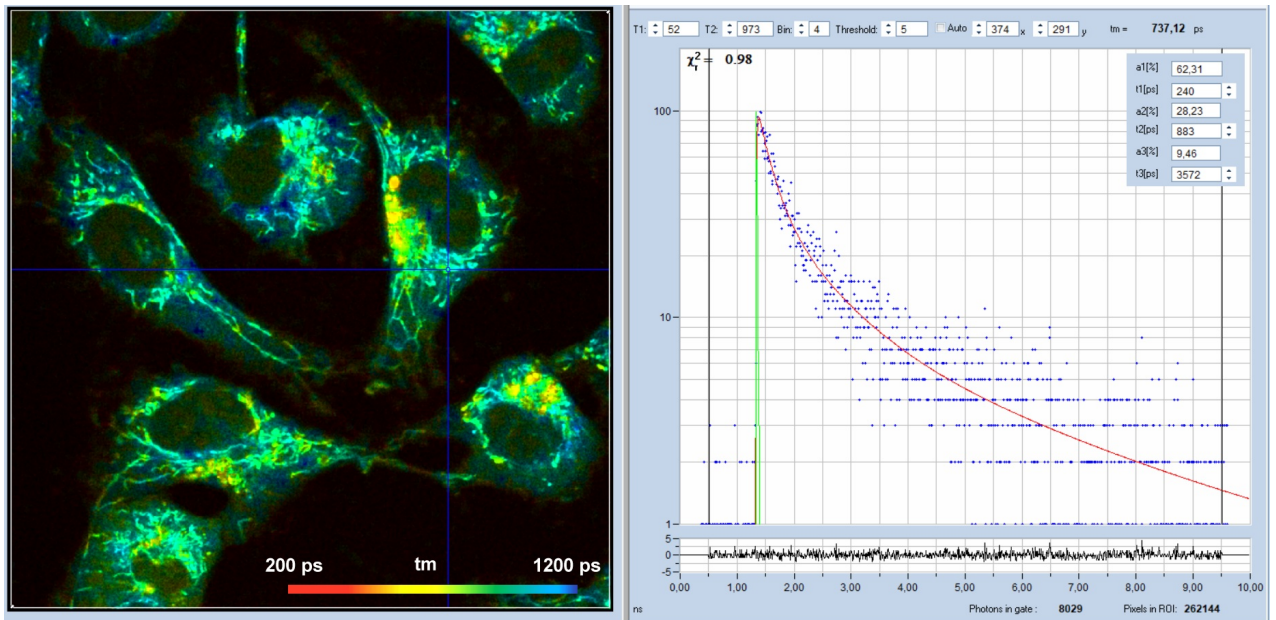 T1: 52 T2: 973 Bin: 4 Threshold: 5 Auto 374 x 291 y tm = 737,12 ps
χ²r = 0.98
a1[%] 62,31
t1[ps] 240
a2[%] 28,23
t2[ps] 883
a3[%] 9,46
t3[ps] 3572
100
10
1
5
-5
0,00 1,00 2,00 3,00 4,00 5,00 6,00 7,00 8,00 9,00 10,00
ns Photons in gate : 8029 Pixels in ROI: 262144
200 ps tm 1200 ps